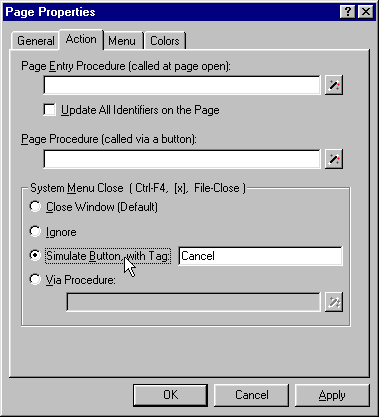 Page Properties
General Action Menu Colors
Page Entry Procedure (called at page open):
Update All Identifiers on the Page
Page Procedure (called via a button):
System Menu Close ( Ctrl-F4, [x], File-Close )
Close Window (Default)
Ignore
Simulate Button, with Tag: Cancel
Via Procedure:
OK Cancel Apply